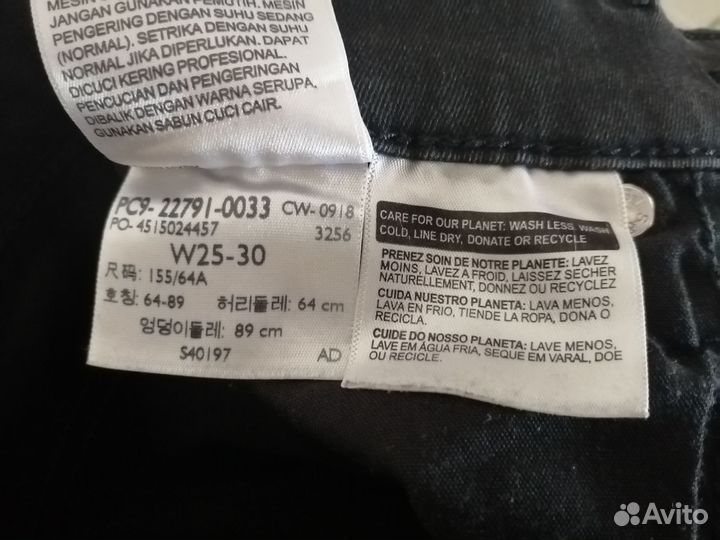 MESIN
JANGAN GUNAKAN PEMUTIH. MESIN
PENGERING DENGAN SUHU SEDANG
(NORMAL). SETRIKA DENGAN SUHU
NORMAL JIKA DIPERLUKAN. DAPAT
DICUCI KERING PROFESIONAL.
PENCUCIAN DAN PENGERINGAN
DIBALIK DENGAN WARNA SERUPA.
GUNAKAN SABUN CUCI CAIR.
PC9- 22791-0033 CW- 0918
PO- 4515024457 3256
W25-30
尺码: 155/64A
호칭: 64-89 허리둘레: 64 cm
엉덩이둘레: 89 cm
S40197 AD
CARE FOR OUR PLANET: WASH LESS, WASH
COLD, LINE DRY, DONATE OR RECYCLE
PRENEZ SOIN DE NOTRE PLANETE: LAVEZ
MOINS, LAVEZ A FROID, LAISSEZ SECHER
NATURELLEMENT, DONNEZ OU RECYCLEZ
CUIDA NUESTRO PLANETA: LAVA MENOS,
LAVA EN FRIO, TIENDE LA ROPA, DONA O
RECICLA.
CUIDE DO NOSSO PLANETA: LAVE MENOS,
LAVE EM ÁGUA FRIA, SEQUE EM VARAL, DOE
OU RECICLE.
Avito